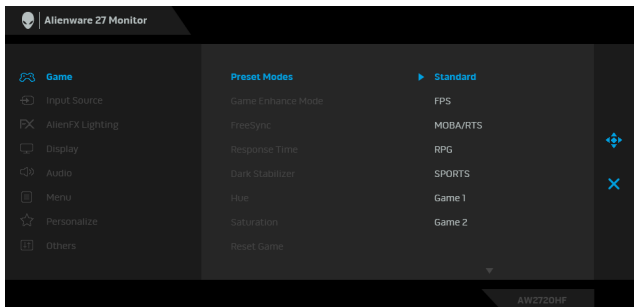 Alienware 27 Monitor
Game Preset Modes Standard
Input Source Game Enhance Mode FPS
FX AlienFX Lighting FreeSync MOBA/RTS
Display Response Time RPG
Audio Dark Stabilizer SPORTS
Menu Hue Game 1
Personalize Saturation Game 2
Others Reset Game
AW2720HF